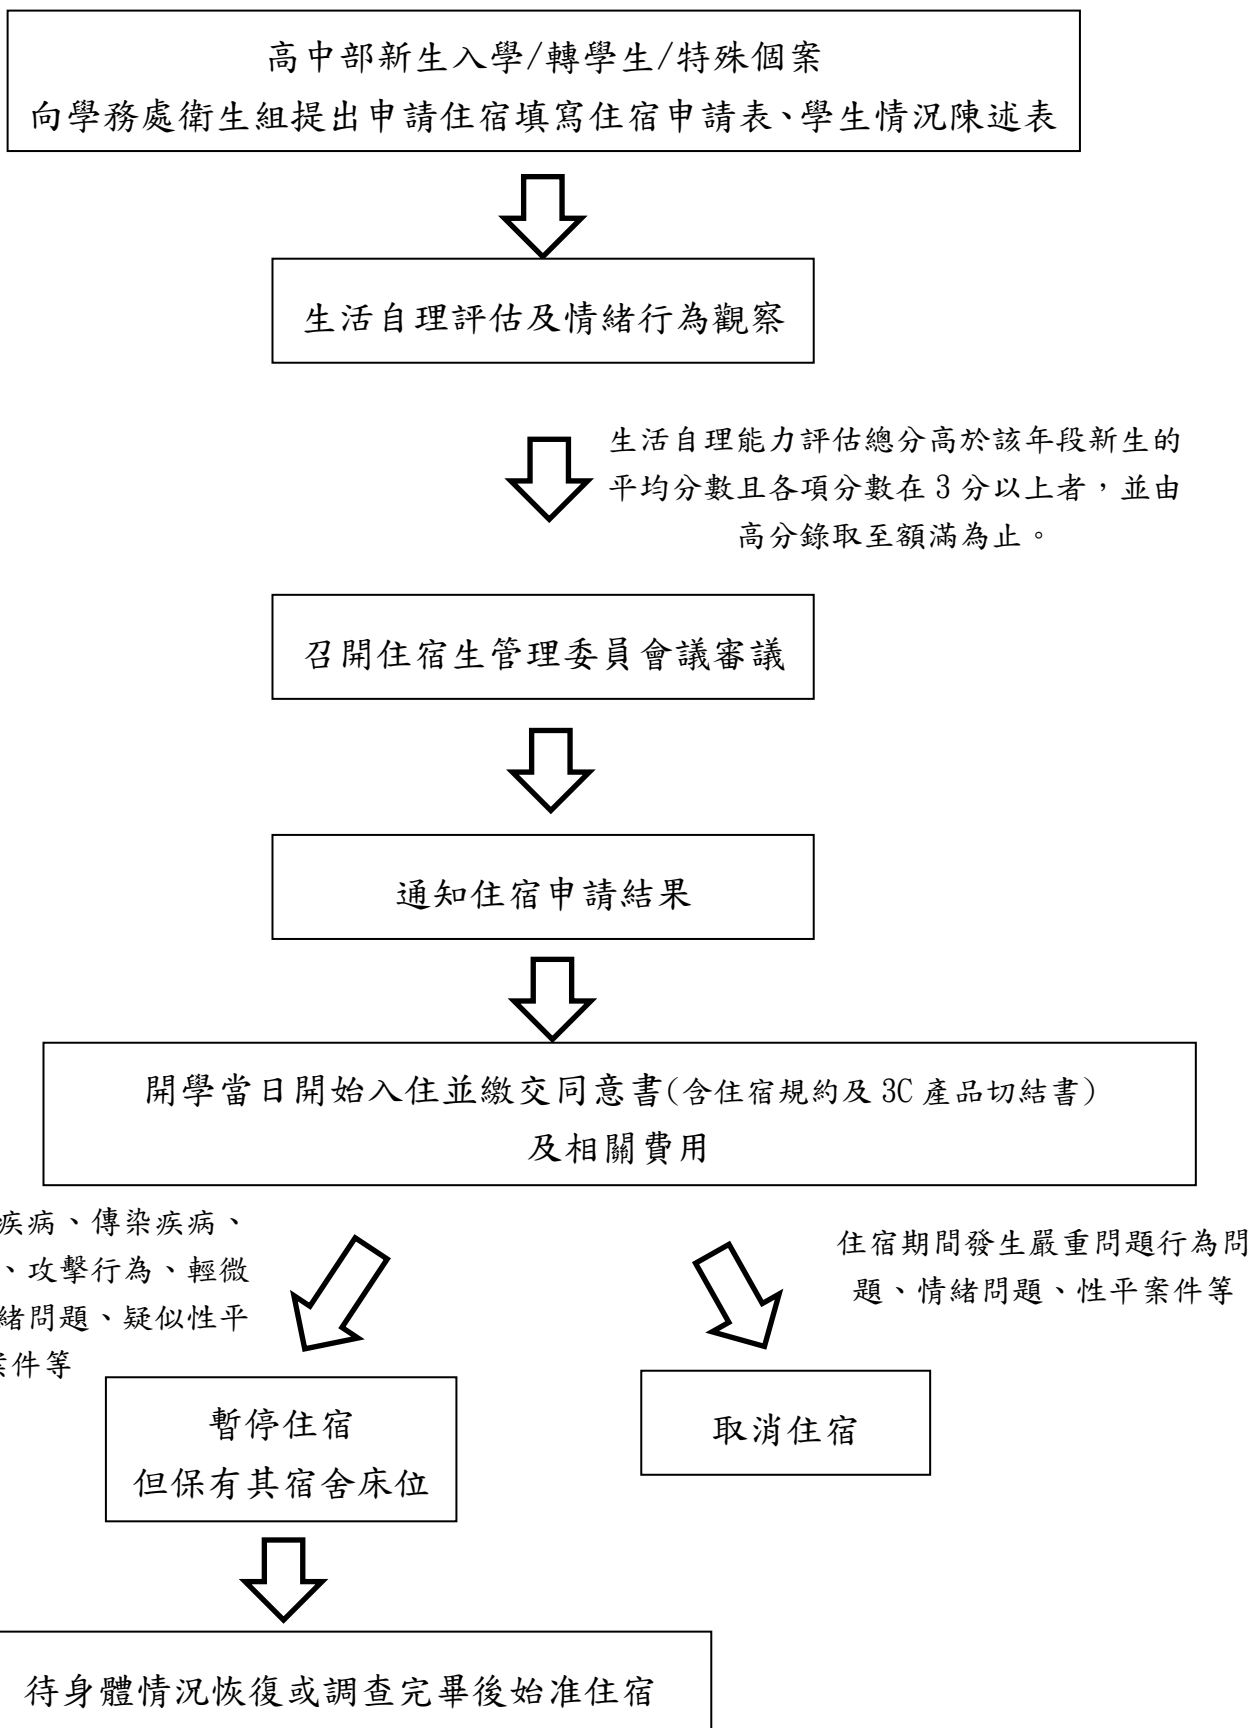 高中部新生入學/轉學生/特殊個案
向學務處衛生組提出申請住宿填寫住宿申請表、學生情況陳述表
生活自理評估及情緒行為觀察
生活自理能力評估總分高於該年段新生的
平均分數且各項分數在 3 分以上者，並由
高分錄取至額滿為止。
召開住宿生管理委員會議審議
通知住宿申請結果
開學當日開始入住並繳交同意書(含住宿規約及 3C 產品切結書)
及相關費用
疾病、傳染疾病、
、攻擊行為、輕微
緒問題、疑似性平
案件等
住宿期間發生嚴重問題行為問
題、情緒問題、性平案件等
暫停住宿
但保有其宿舍床位
取消住宿
待身體情況恢復或調查完畢後始准住宿